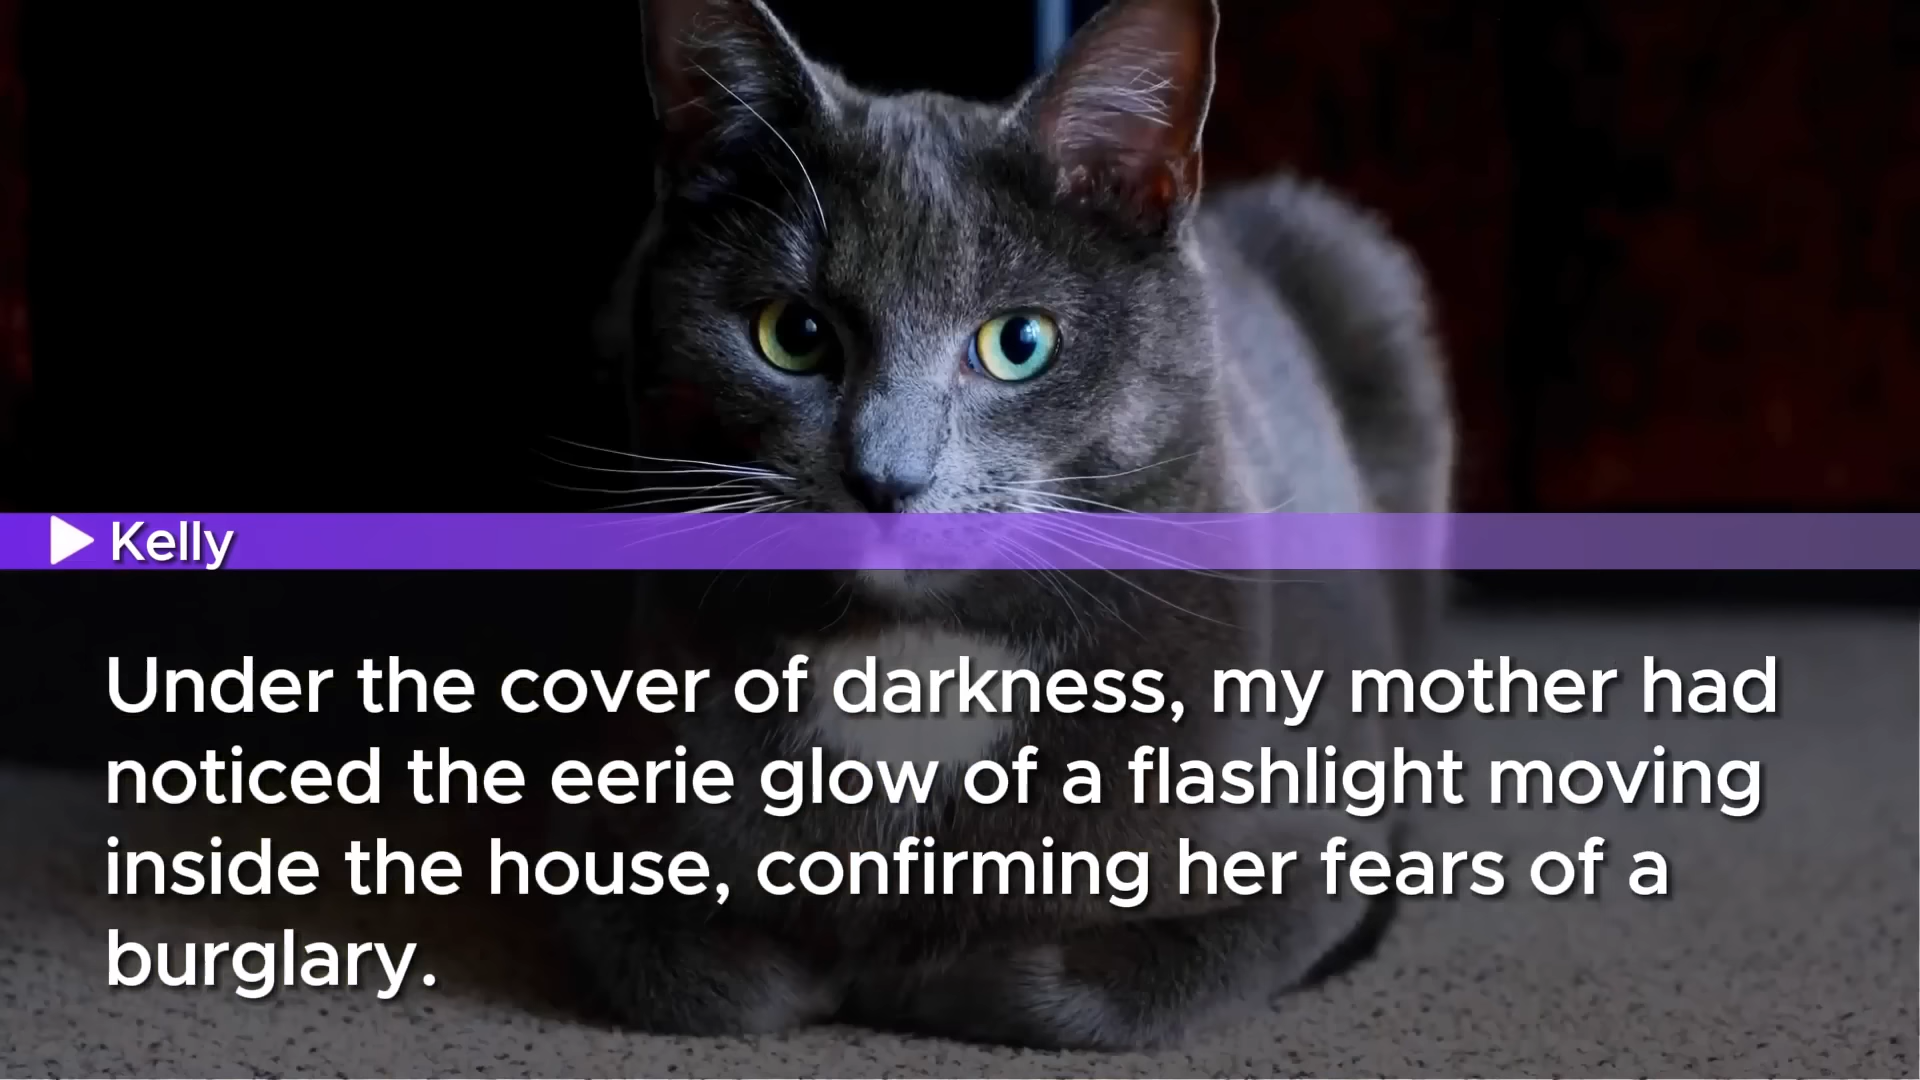 Kelly
Under the cover of darkness, my mother had
noticed the eerie glow of a flashlight moving
inside the house, confirming her fears of a
burglary.